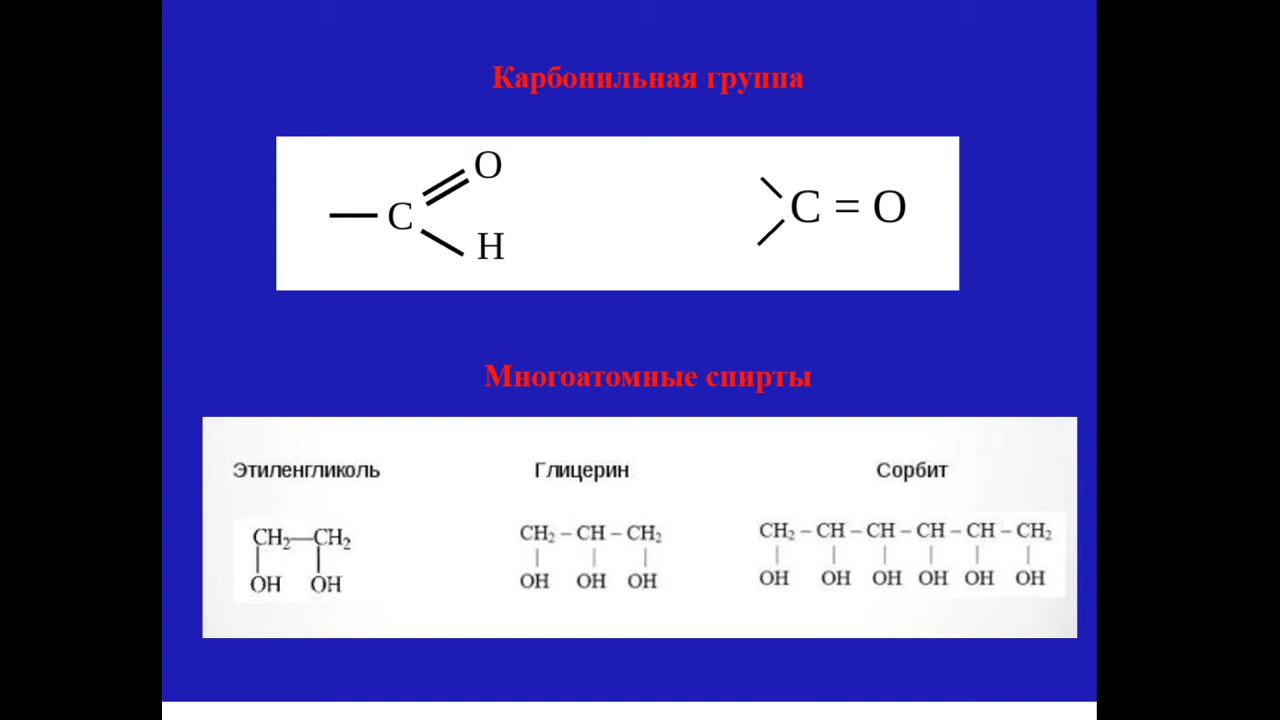 Карбонильная группа
O
C
H
C = O
Многоатомные спирты
Этиленгликоль Глицерин Сорбит
CH₂—CH₂ CH₂ – CH – CH₂ CH₂ – CH – CH – CH – CH – CH₂
OH OH OH OH OH OH OH OH OH OH OH